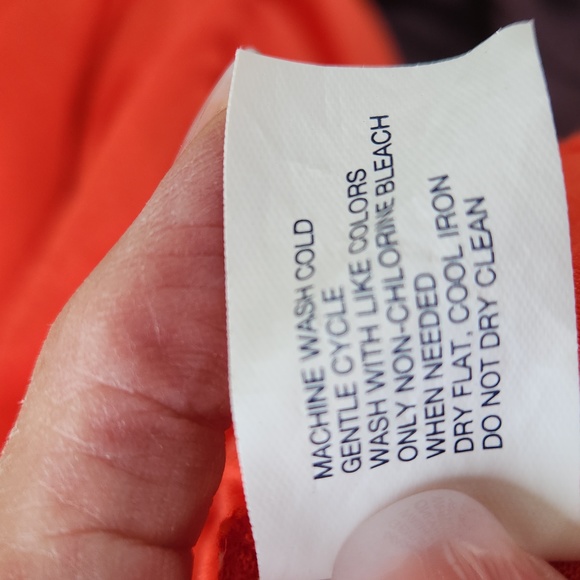 MACHINE WASH COLD
GENTLE CYCLE
WASH WITH LIKE COLORS
ONLY NON-CHLORINE BLEACH
WHEN NEEDED
DRY FLAT, COOL IRON
DO NOT DRY CLEAN